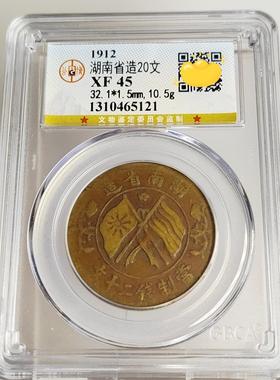 1912
湖南省造20文
XF 45
32.1*1.5mm,10.5g
1310465121
★文物鉴定委员会监制★
湖南省造
當制錢二十文
GBCA